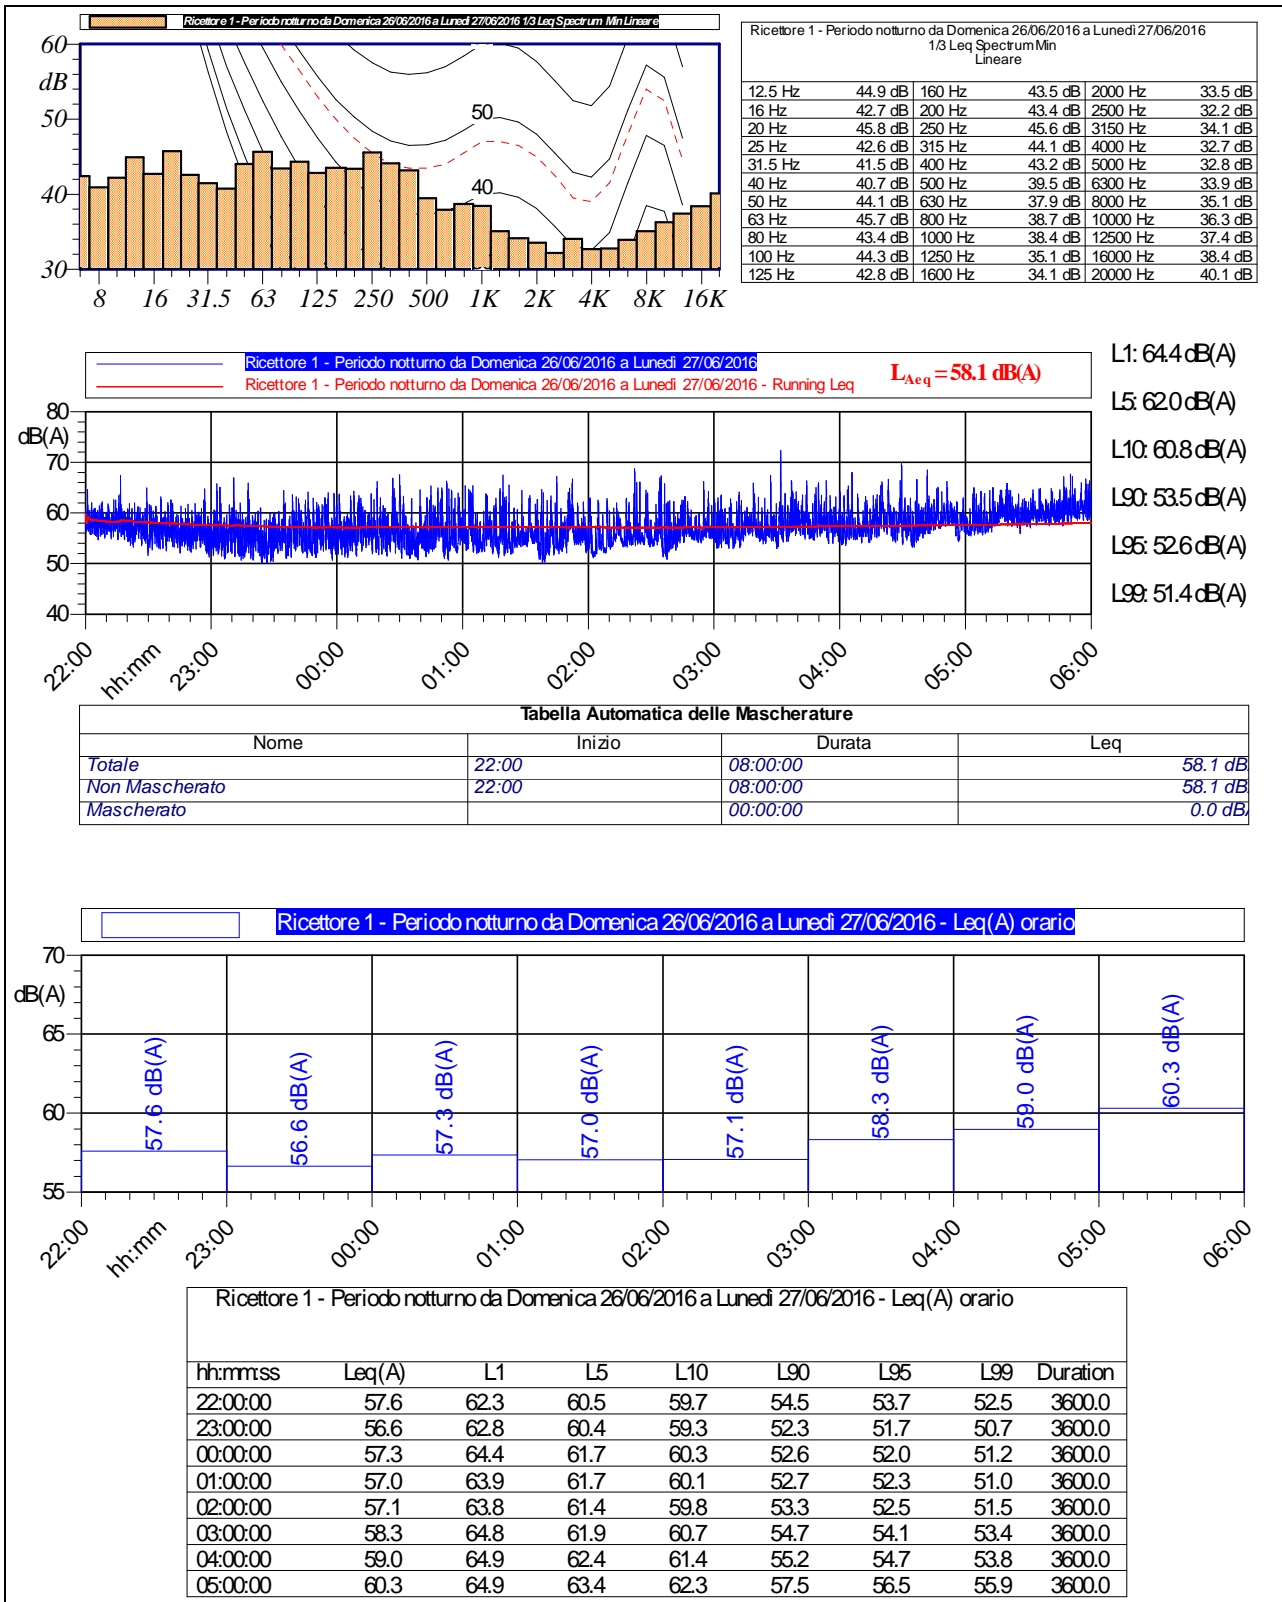 Ricettore 1 - Periodo notturno da Domenica 26/06/2016 a Lunedì 27/06/2016 1/3 Leq Spectrum Min Lineare
60
dB
50
40
30
50
40
8 16 31.5 63 125 250 500 1K 2K 4K 8K 16K
Ricettore 1 - Periodo notturno da Domenica 26/06/2016 a Lunedì 27/06/2016
1/3 Leq Spectrum Min
Lineare
12.5 Hz 44.9 dB 160 Hz 43.5 dB 2000 Hz 33.5 dB
16 Hz 42.7 dB 200 Hz 43.4 dB 2500 Hz 32.2 dB
20 Hz 45.8 dB 250 Hz 45.6 dB 3150 Hz 34.1 dB
25 Hz 42.6 dB 315 Hz 44.1 dB 4000 Hz 32.7 dB
31.5 Hz 41.5 dB 400 Hz 43.2 dB 5000 Hz 32.8 dB
40 Hz 40.7 dB 500 Hz 39.5 dB 6300 Hz 33.9 dB
50 Hz 44.1 dB 630 Hz 37.9 dB 8000 Hz 35.1 dB
63 Hz 45.7 dB 800 Hz 38.7 dB 10000 Hz 36.3 dB
80 Hz 43.4 dB 1000 Hz 38.4 dB 12500 Hz 37.4 dB
100 Hz 44.3 dB 1250 Hz 35.1 dB 16000 Hz 38.4 dB
125 Hz 42.8 dB 1600 Hz 34.1 dB 20000 Hz 40.1 dB
Ricettore 1 - Periodo notturno da Domenica 26/06/2016 a Lunedì 27/06/2016
Ricettore 1 - Periodo notturno da Domenica 26/06/2016 a Lunedì 27/06/2016 - Running Leq
LAeq = 58.1 dB(A)
80
dB(A)
70
60
50
40
22:00 hh:mm 23:00 00:00 01:00 02:00 03:00 04:00 05:00 06:00
L1: 64.4 dB(A)
L5: 62.0 dB(A)
L10: 60.8 dB(A)
L90: 53.5 dB(A)
L95: 52.6 dB(A)
L99: 51.4 dB(A)
Tabella Automatica delle Mascherature
Nome Inizio Durata Leq
Totale 22:00 08:00:00 58.1 dB
Non Mascherato 22:00 08:00:00 58.1 dB
Mascherato 00:00:00 0.0 dB
Ricettore 1 - Periodo notturno da Domenica 26/06/2016 a Lunedì 27/06/2016 - Leq(A) orario
70
dB(A)
65
60
55
57.6 dB(A)
56.6 dB(A)
57.3 dB(A)
57.0 dB(A)
57.1 dB(A)
58.3 dB(A)
59.0 dB(A)
60.3 dB(A)
22:00 hh:mm 23:00 00:00 01:00 02:00 03:00 04:00 05:00 06:00
Ricettore 1 - Periodo notturno da Domenica 26/06/2016 a Lunedì 27/06/2016 - Leq(A) orario
hh:mm:ss Leq(A) L1 L5 L10 L90 L95 L99 Duration
22:00:00 57.6 62.3 60.5 59.7 54.5 53.7 52.5 3600.0
23:00:00 56.6 62.8 60.4 59.3 52.3 51.7 50.7 3600.0
00:00:00 57.3 64.4 61.7 60.3 52.6 52.0 51.2 3600.0
01:00:00 57.0 63.9 61.7 60.1 52.7 52.3 51.0 3600.0
02:00:00 57.1 63.8 61.4 59.8 53.3 52.5 51.5 3600.0
03:00:00 58.3 64.8 61.9 60.7 54.7 54.1 53.4 3600.0
04:00:00 59.0 64.9 62.4 61.4 55.2 54.7 53.8 3600.0
05:00:00 60.3 64.9 63.4 62.3 57.5 56.5 55.9 3600.0